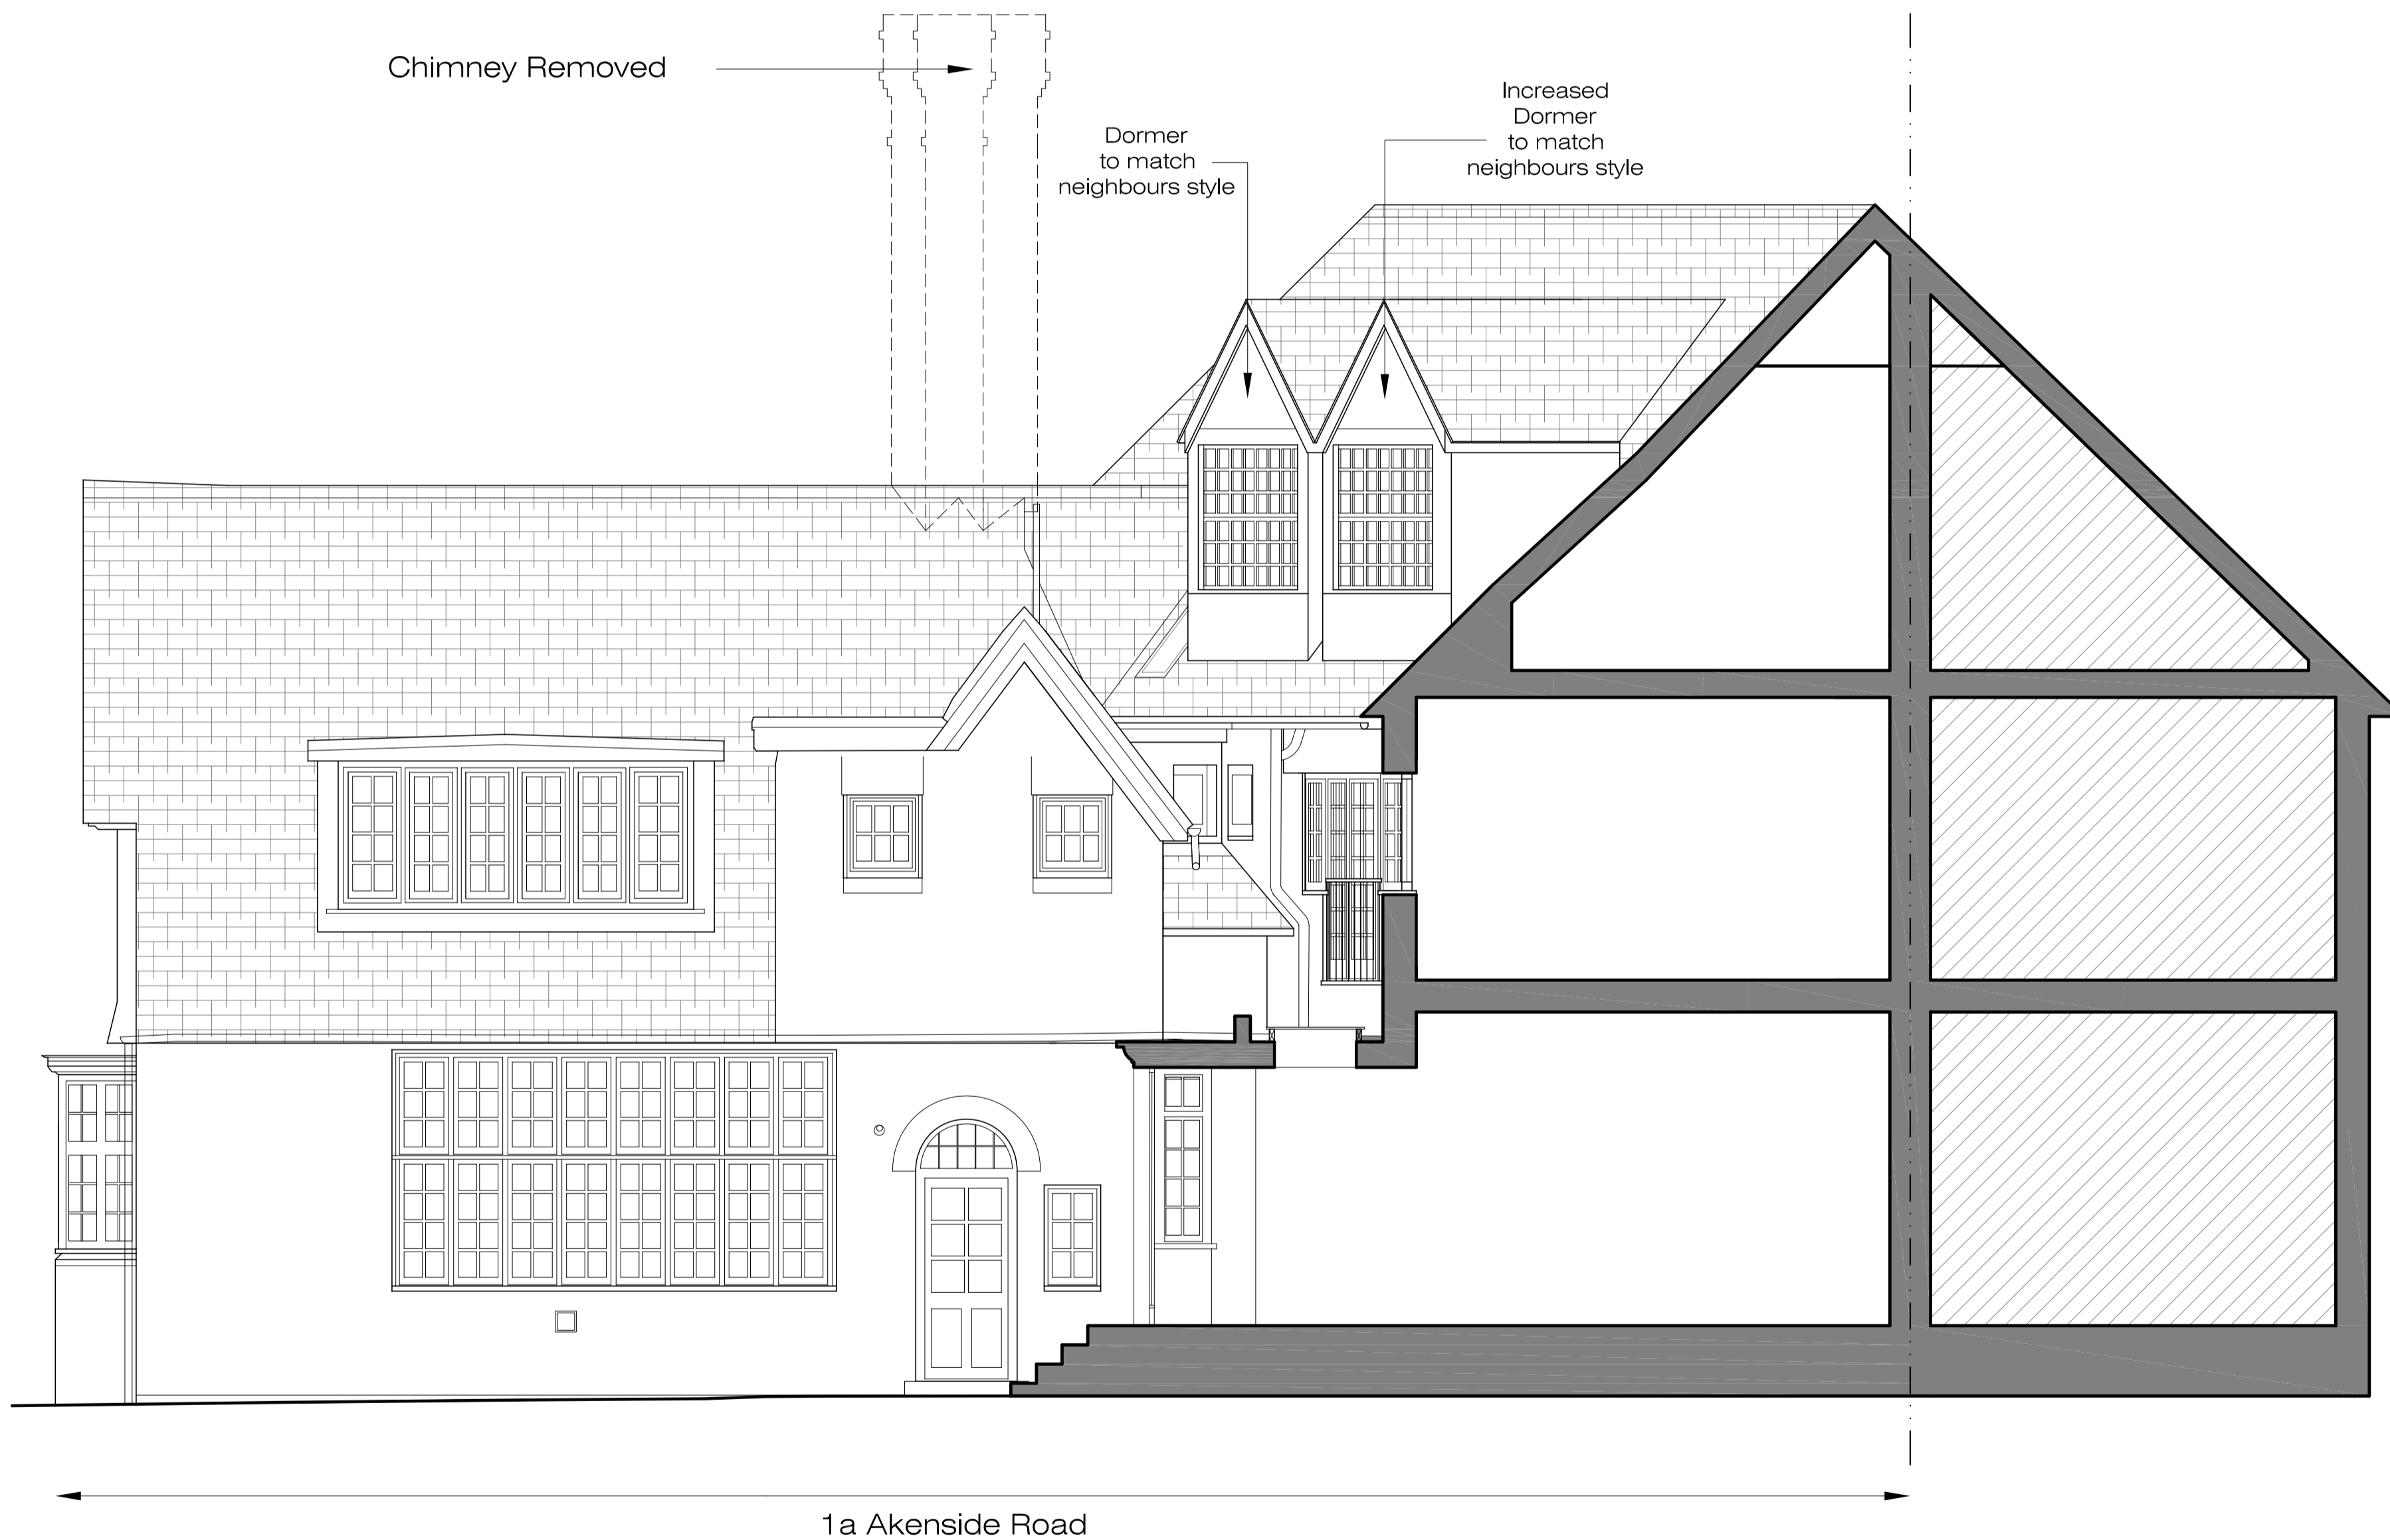 Chimney Removed
Dormer
to match
neighbours style
Increased
Dormer
to match
neighbours style
1a Akenside Road